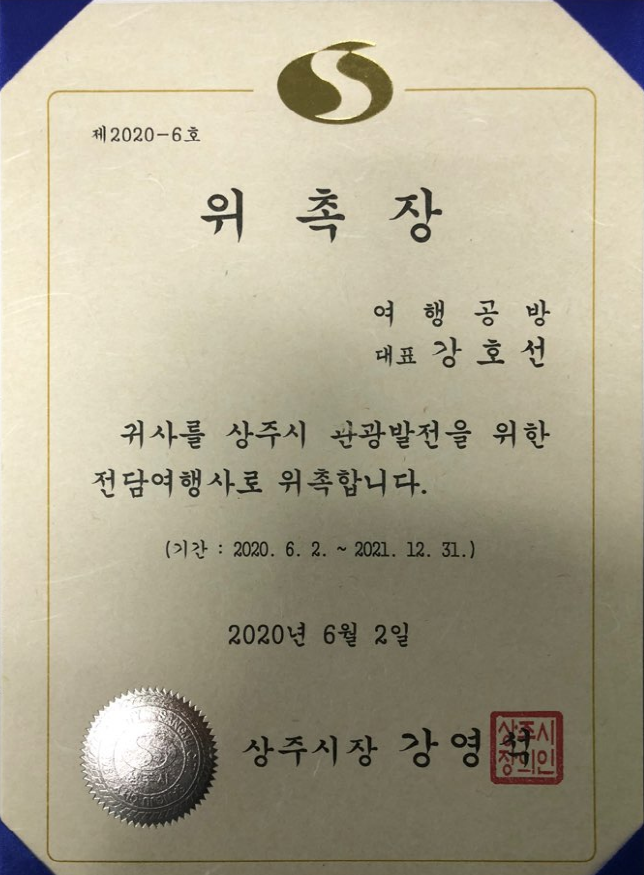 제2020-6호
위 촉 장
여 행 공 방
대표 강 호 선
귀사를 상주시 관광발전을 위한
전담여행사로 위촉합니다.
(기간 : 2020. 6. 2. ~ 2021. 12. 31.)
2020년 6월 2일
상주시장 강 영 석
상주시
장의인